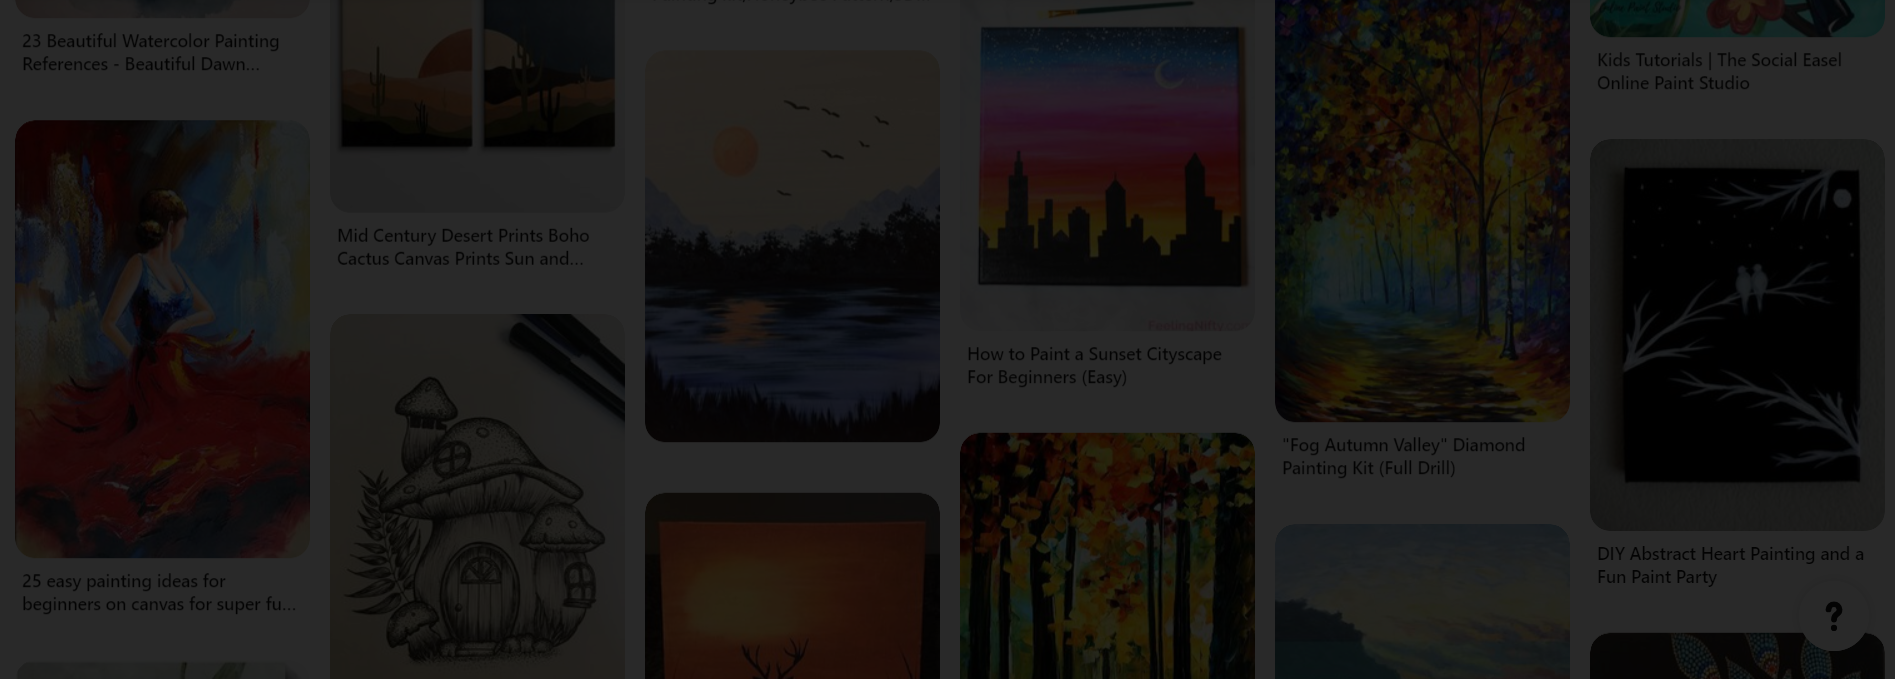 23 Beautiful Watercolor Painting
References - Beautiful Dawn...
25 easy painting ideas for
beginners on canvas for super fu...
Mid Century Desert Prints Boho
Cactus Canvas Prints Sun and...
How to Paint a Sunset Cityscape
For Beginners (Easy)
"Fog Autumn Valley" Diamond
Painting Kit (Full Drill)
Online Paint Studio
Kids Tutorials | The Social Easel
Online Paint Studio
DIY Abstract Heart Painting and a
Fun Paint Party
?